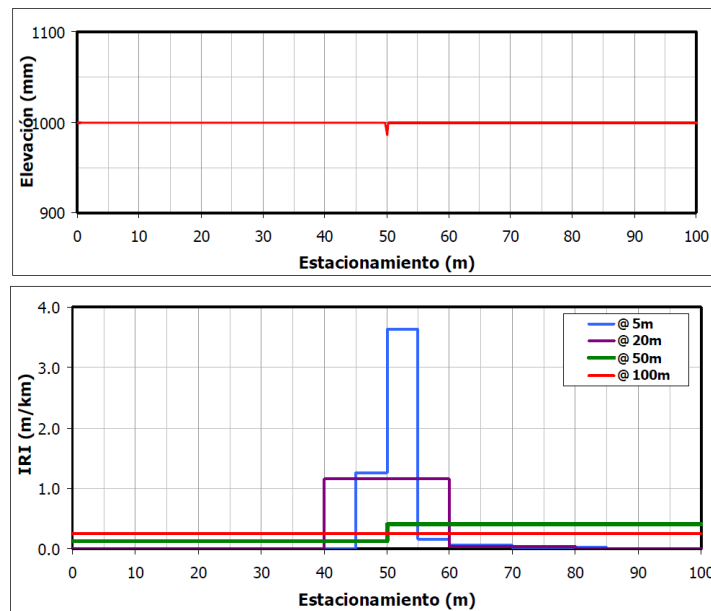 1100
1000
900
Elevación (mm)
0 10 20 30 40 50 60 70 80 90 100
Estacionamiento (m)
4.0
3.0
2.0
1.0
0.0
IRI (m/km)
@ 5m
@ 20m
@ 50m
@ 100m
0 10 20 30 40 50 60 70 80 90 100
Estacionamiento (m)